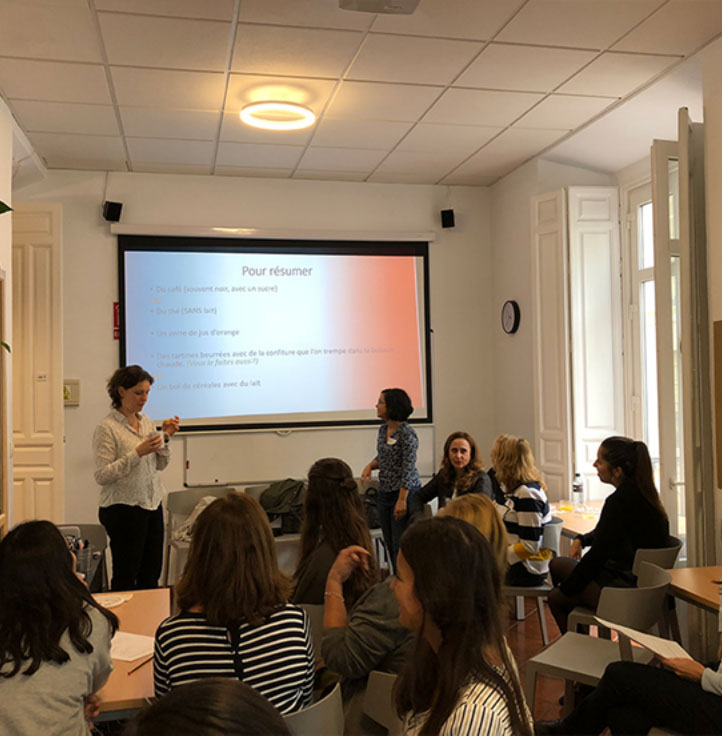 Pour résumer
• Du café (souvent noir, avec un sucre)
• Du thé (SANS lait)
• Un verre de jus d'orange
• Des tartines beurrées avec de la confiture que l'on trempe dans la boisson
chaude. (Vous le faites aussi?)
Un bol de céréales avec du lait